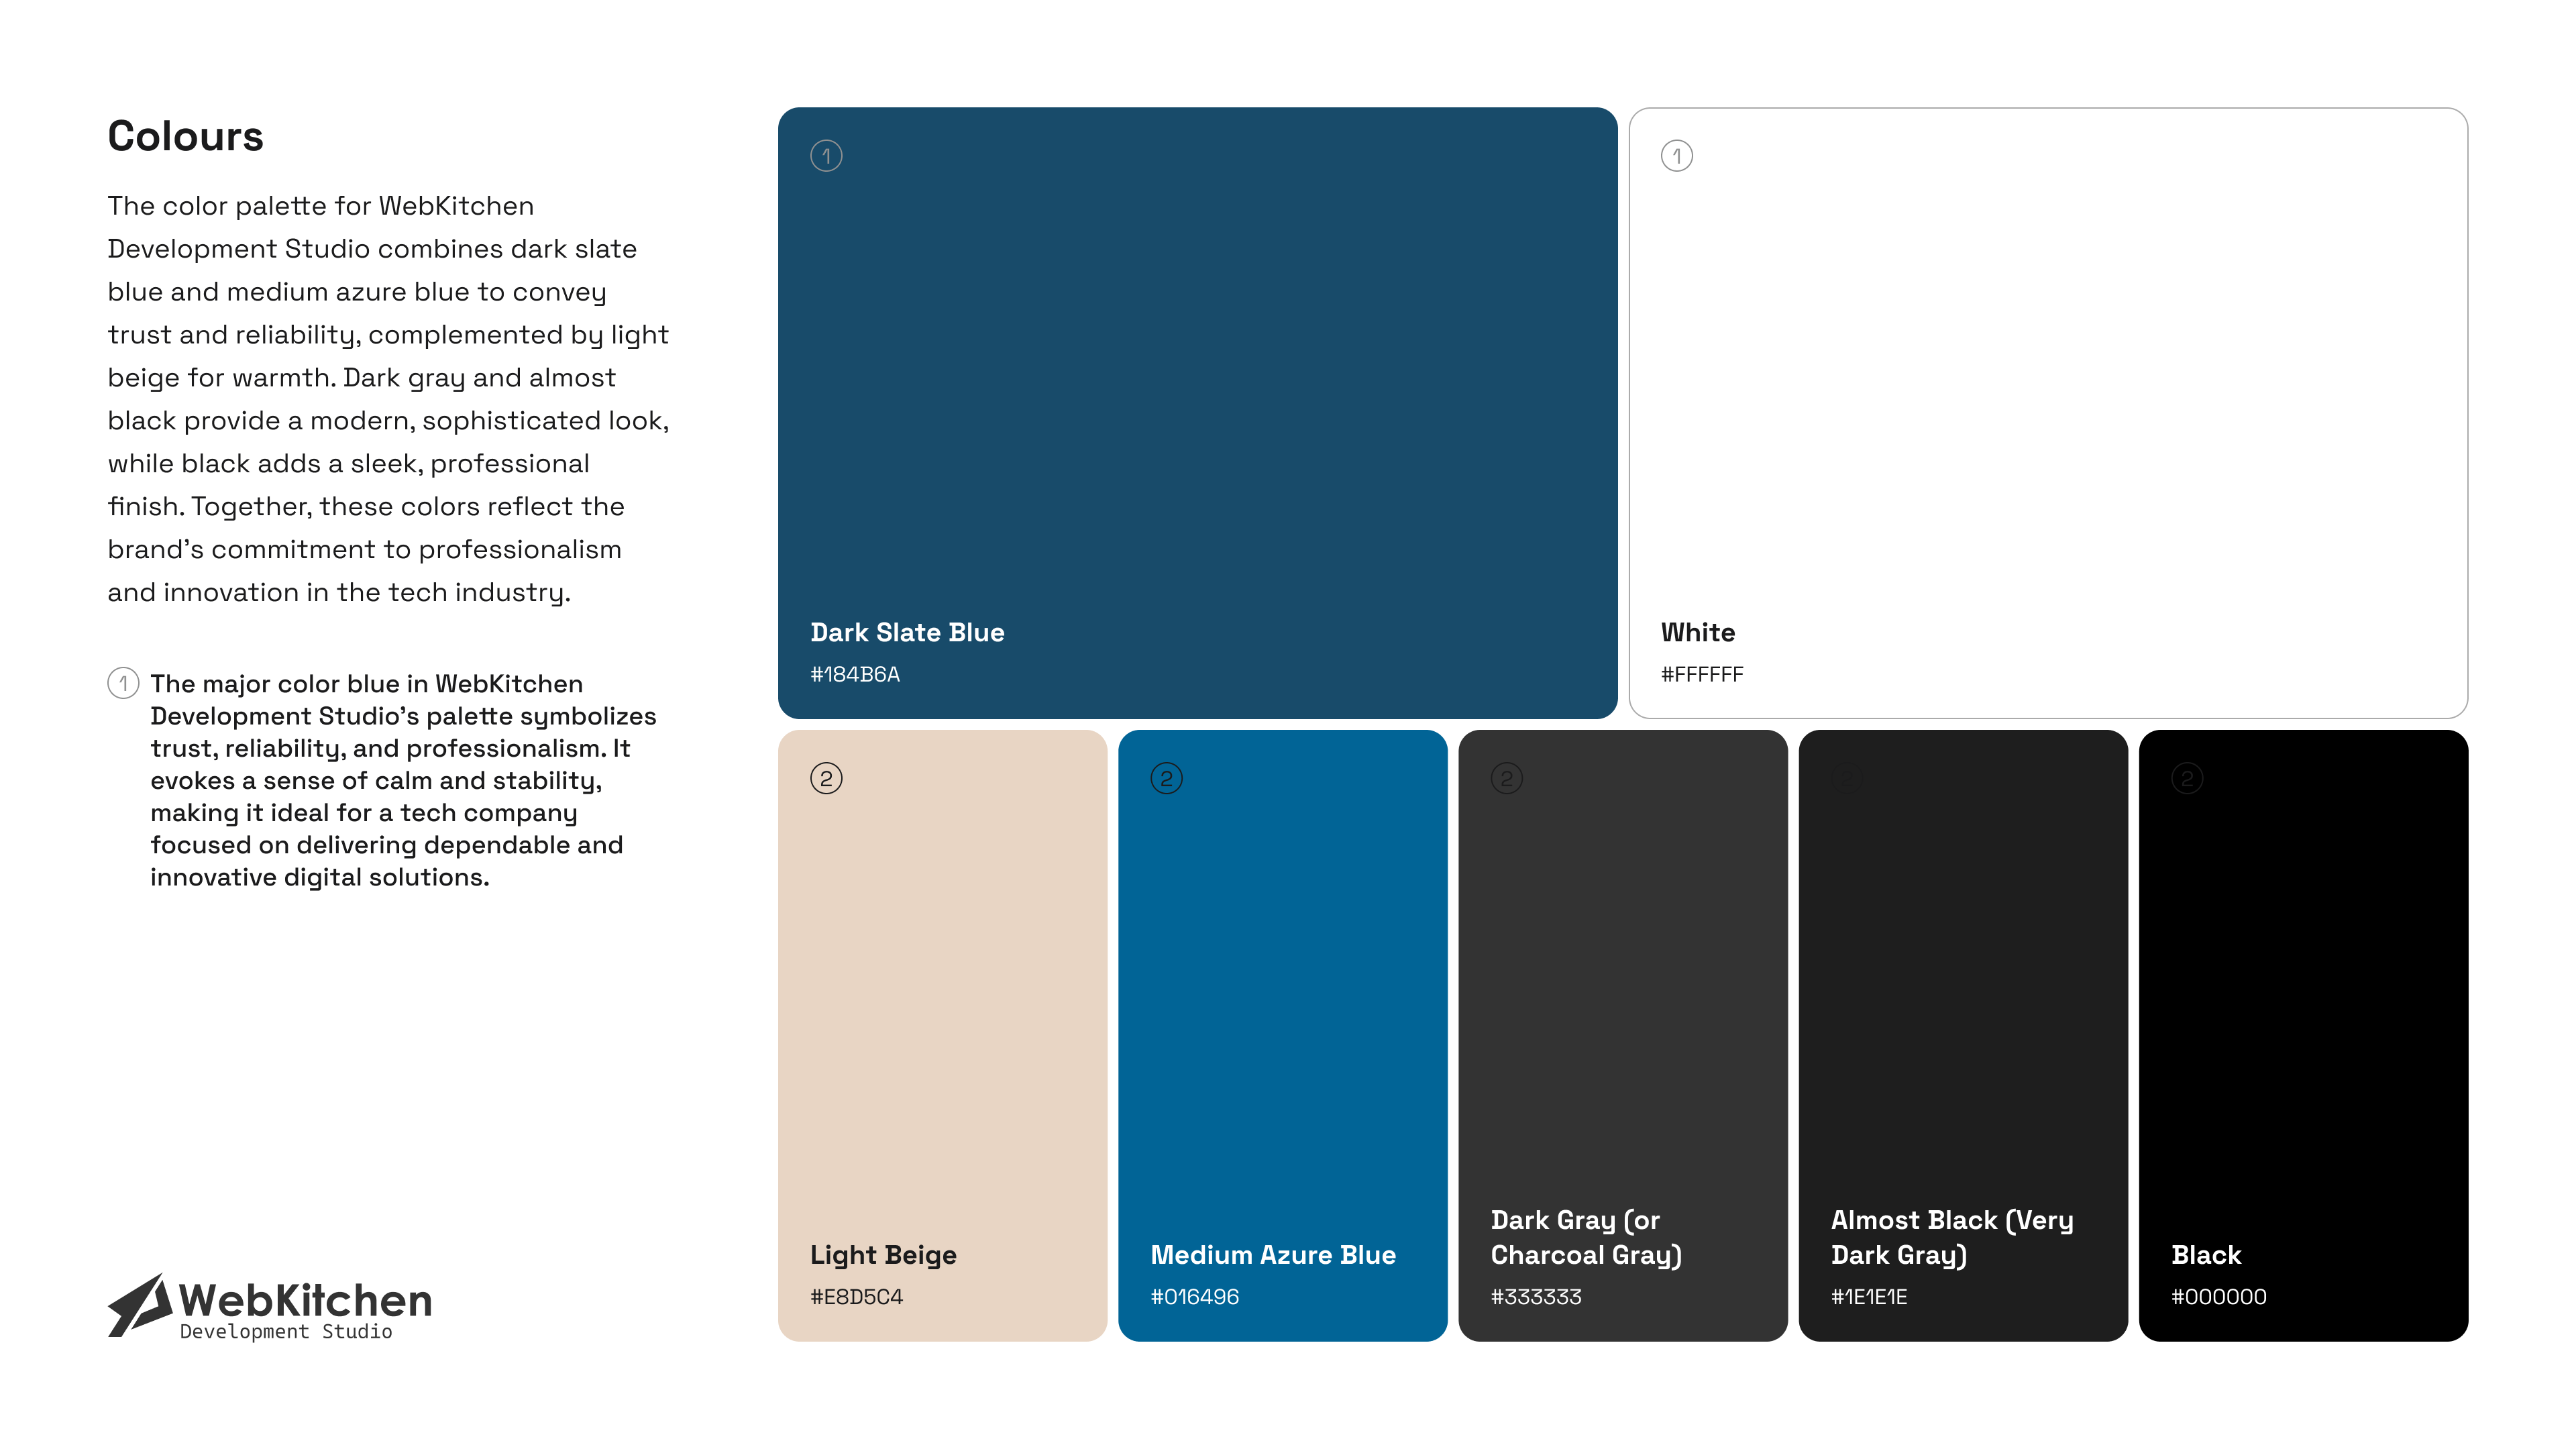 Colours
The color palette for WebKitchen
Development Studio combines dark slate
blue and medium azure blue to convey
trust and reliability, complemented by light
beige for warmth. Dark gray and almost
black provide a modern, sophisticated look,
while black adds a sleek, professional
finish. Together, these colors reflect the
brand’s commitment to professionalism
and innovation in the tech industry.
1 The major color blue in WebKitchen
Development Studio’s palette symbolizes
trust, reliability, and professionalism. It
evokes a sense of calm and stability,
making it ideal for a tech company
focused on delivering dependable and
innovative digital solutions.
WebKitchen
Development Studio
1
Dark Slate Blue
#184B6A
1
White
#FFFFFF
2
Light Beige
#E8D5C4
2
Medium Azure Blue
#016496
2
Dark Gray (or
Charcoal Gray)
#333333
2
Almost Black (Very
Dark Gray)
#1E1E1E
2
Black
#000000